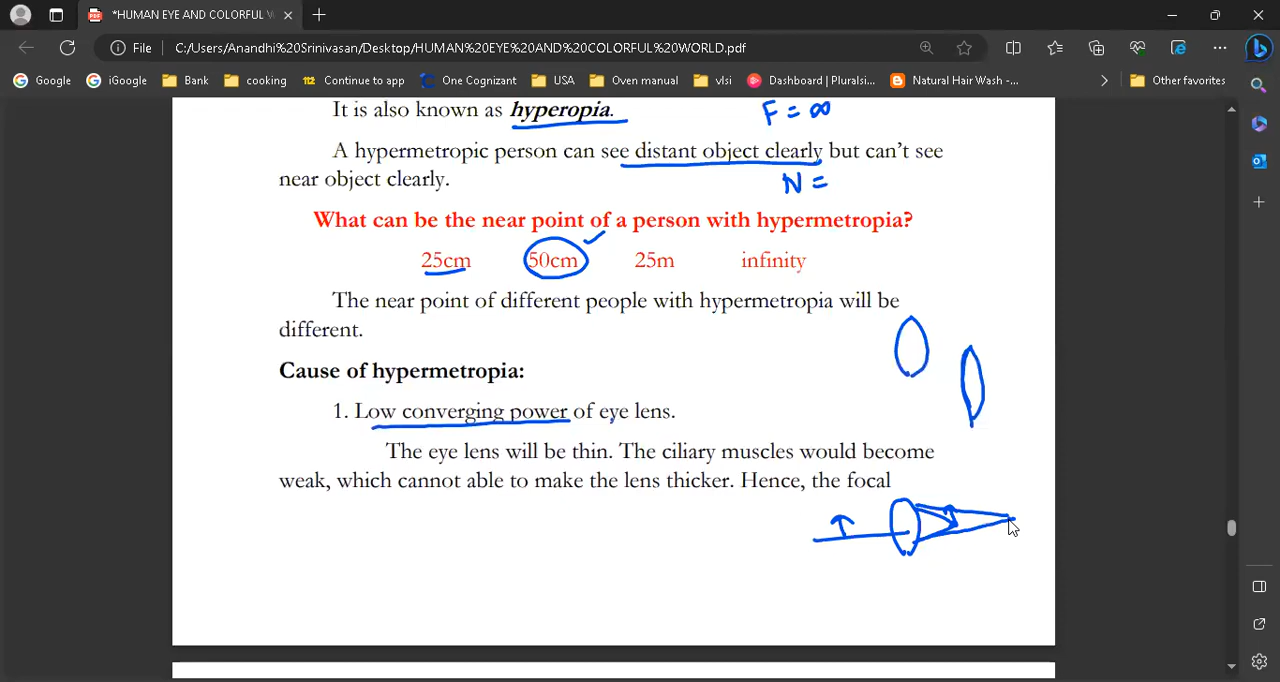 *HUMAN EYE AND COLORFUL W
File C:/Users/Anandhi%20Srinivasan/Desktop/HUMAN%20EYE%20AND%20COLORFUL%20WORLD.pdf
Google iGoogle Bank cooking Continue to app One Cognizant USA Oven manual vlsi Dashboard | Pluralsi... Natural Hair Wash -... Other favorites
It is also known as hyperopia. F = ∞
A hypermetropic person can see distant object clearly but can't see
near object clearly. N =
What can be the near point of a person with hypermetropia?
25cm 50cm 25m infinity
The near point of different people with hypermetropia will be
different.
Cause of hypermetropia:
1. Low converging power of eye lens.
The eye lens will be thin. The ciliary muscles would become
weak, which cannot able to make the lens thicker. Hence, the focal